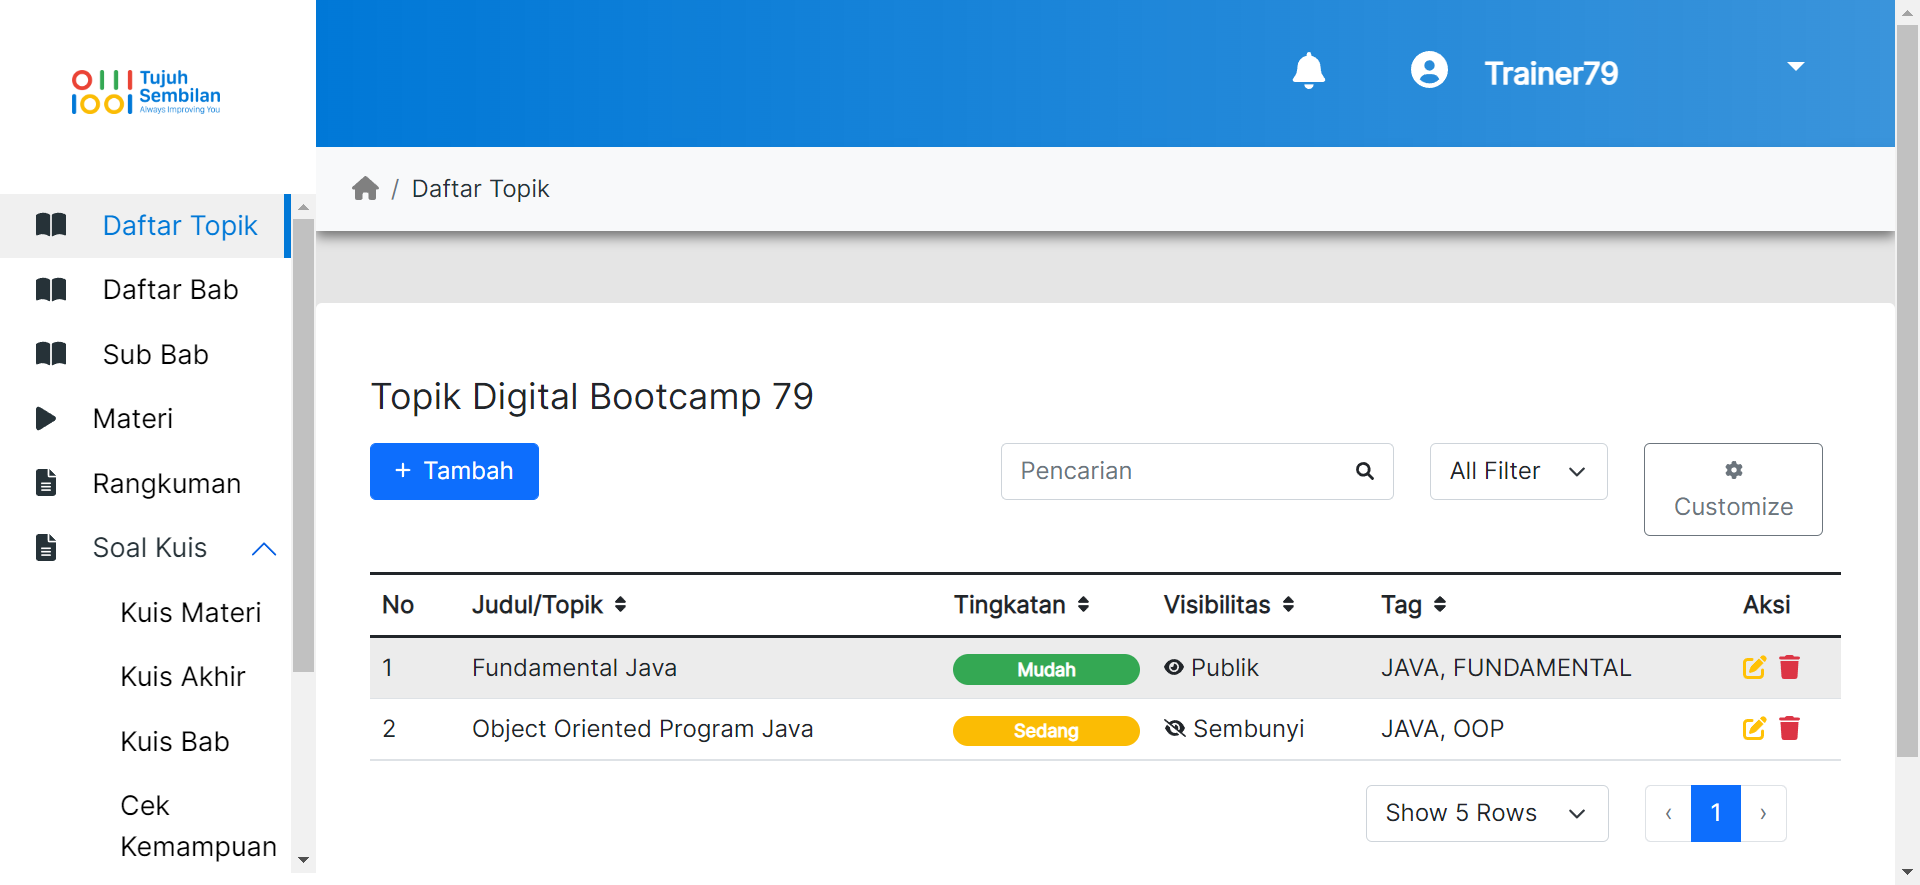 Tujuh
Sembilan
Always Improving You
Trainer79
/ Daftar Topik
Daftar Topik
Daftar Bab
Sub Bab
Materi
Rangkuman
Soal Kuis
Kuis Materi
Kuis Akhir
Kuis Bab
Cek
Kemampuan
Topik Digital Bootcamp 79
+ Tambah
Pencarian
All Filter
Customize
No Judul/Topik Tingkatan Visibilitas Tag Aksi
1 Fundamental Java Mudah Publik JAVA, FUNDAMENTAL
2 Object Oriented Program Java Sedang Sembunyi JAVA, OOP
Show 5 Rows
‹ 1 ›